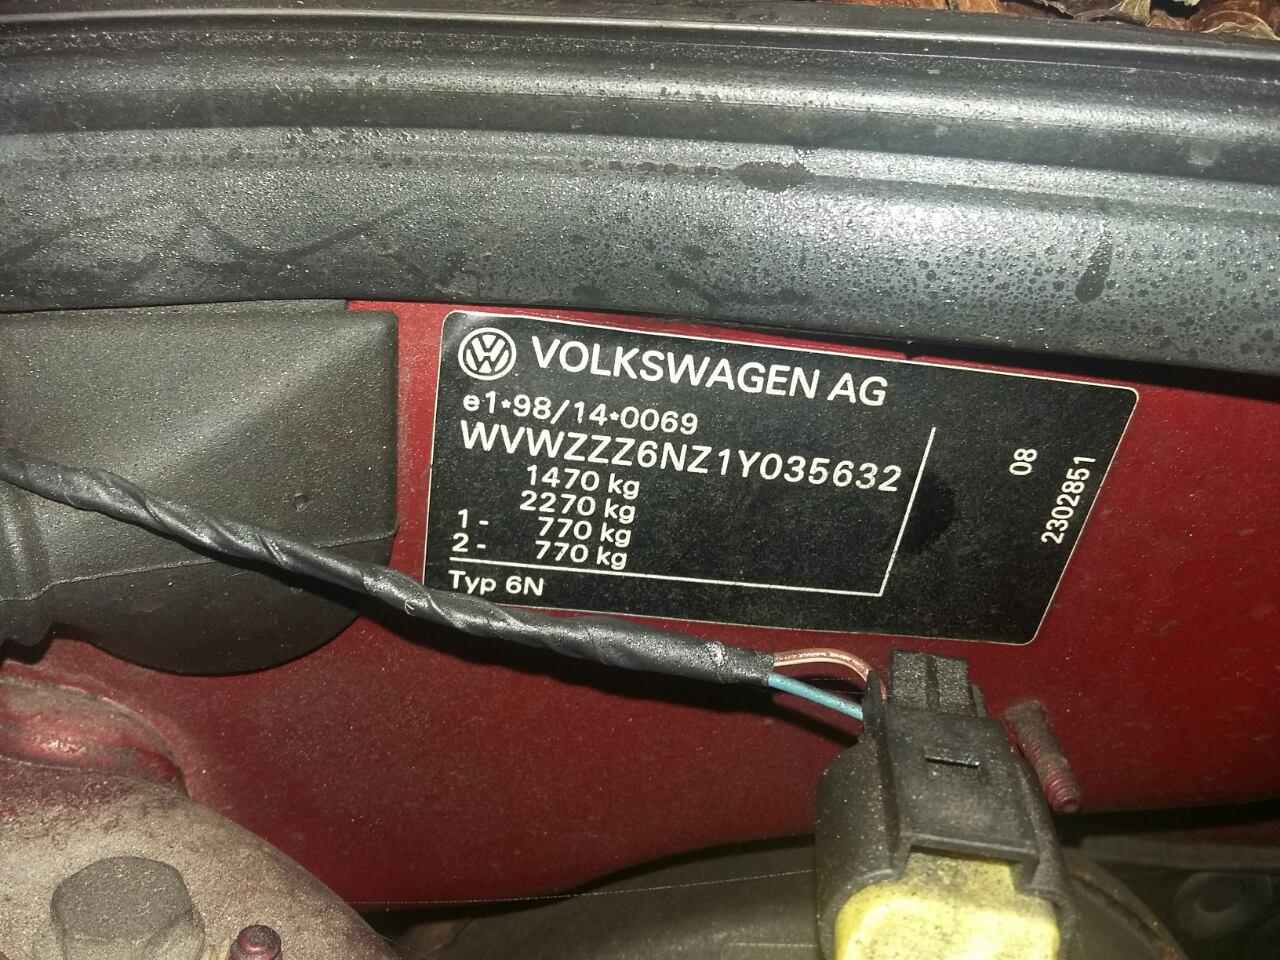 VOLKSWAGEN AG
e1*98/14*0069
WVWZZZ6NZ1Y035632
1470 kg
2270 kg
1 - 770 kg
2 - 770 kg
Typ 6N
08
2302851